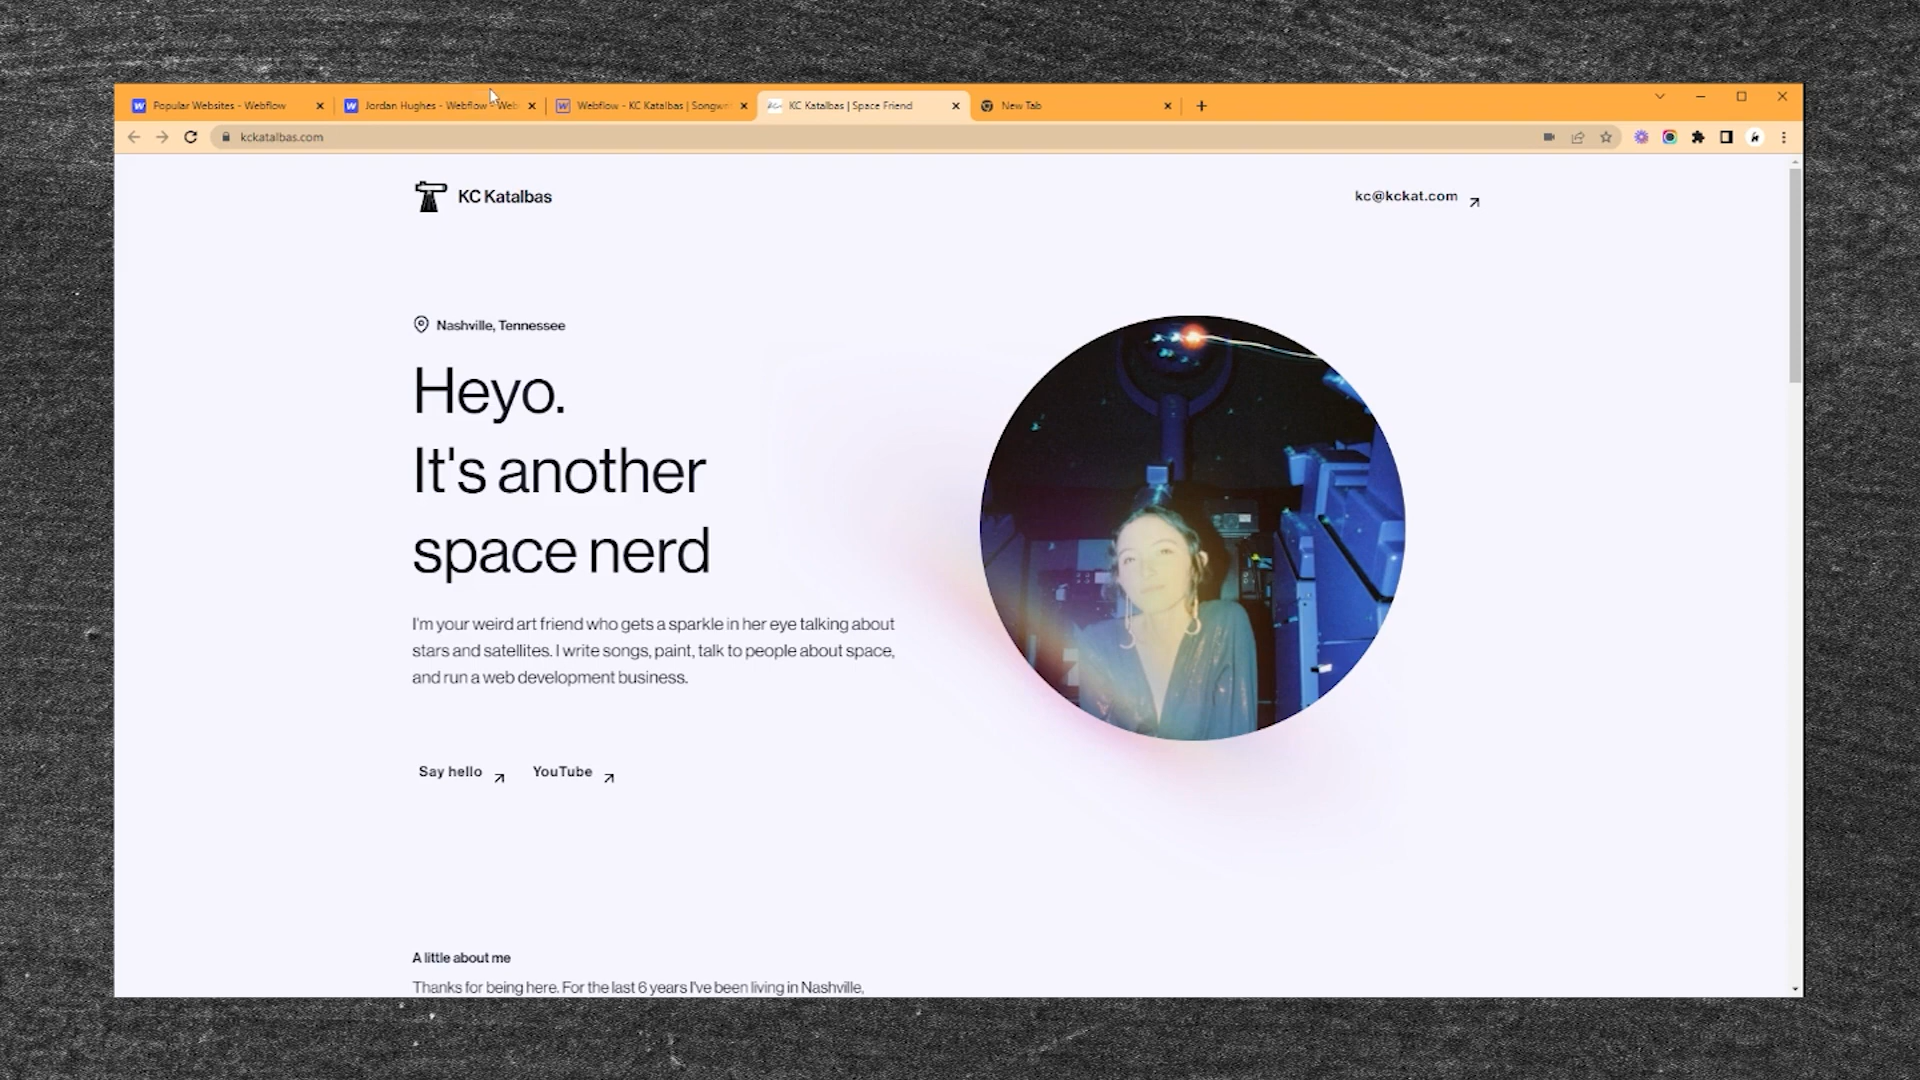 Popular Websites - Webflow
Jordan Hughes - Webflow - Web
Webflow - KC Katalbas | Songwr
KC Katalbas | Space Friend
New Tab
kckatalbas.com
KC Katalbas
kc@kckat.com
Nashville, Tennessee
Heyo.
It's another
space nerd
I'm your weird art friend who gets a sparkle in her eye talking about
stars and satellites. I write songs, paint, talk to people about space,
and run a web development business.
Say hello
YouTube
A little about me
Thanks for being here. For the last 6 years I've been living in Nashville,